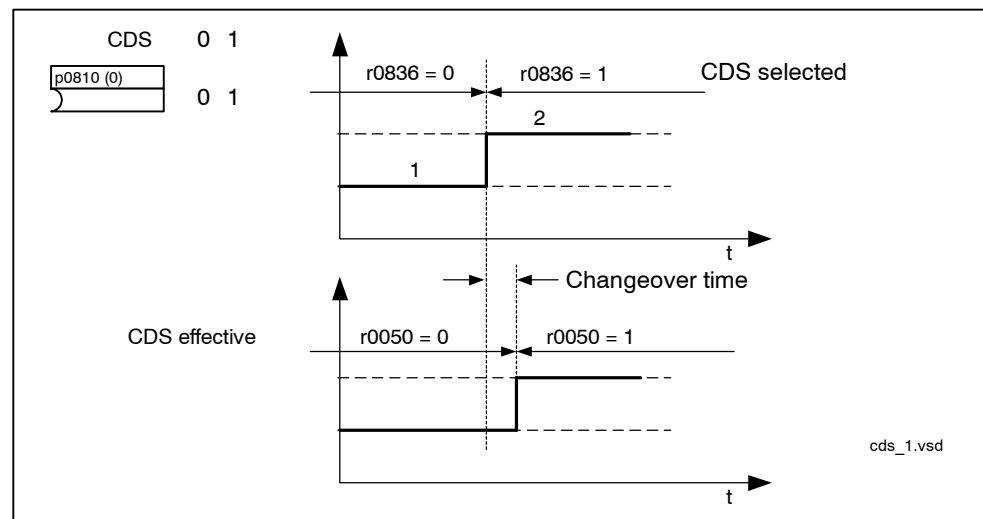 CDS 0 1
p0810 (0)
0 1
r0836 = 0
r0836 = 1
CDS selected
2
1
t
Changeover time
CDS effective
r0050 = 0
r0050 = 1
cds_1.vsd
t